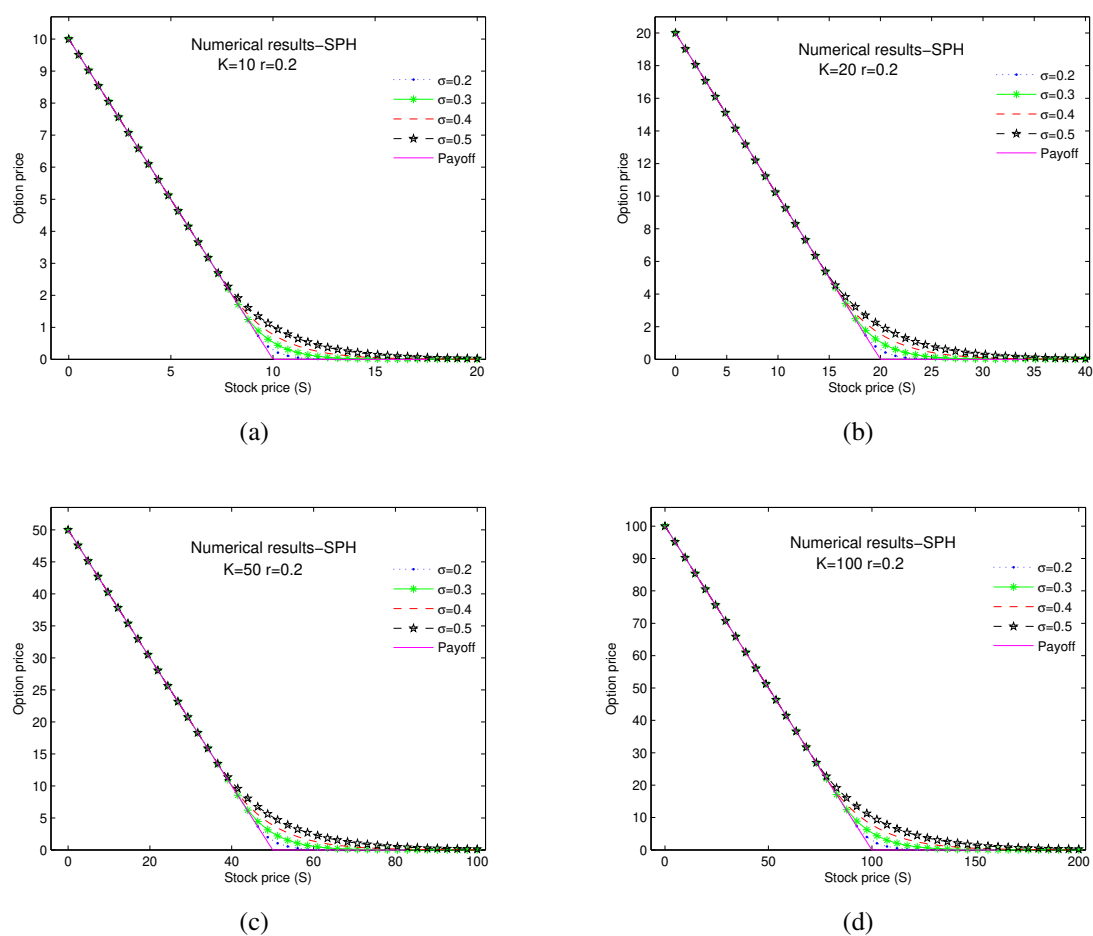 Numerical results−SPH
K=10 r=0.2
σ=0.2
σ=0.3
σ=0.4
σ=0.5
Payoff
Option price
10
9
8
7
6
5
4
3
2
1
0
0 5 10 15 20
Stock price (S)
(a)
Numerical results−SPH
K=20 r=0.2
σ=0.2
σ=0.3
σ=0.4
σ=0.5
Payoff
Option price
20
18
16
14
12
10
8
6
4
2
0
0 5 10 15 20 25 30 35 40
Stock price (S)
(b)
Numerical results−SPH
K=50 r=0.2
σ=0.2
σ=0.3
σ=0.4
σ=0.5
Payoff
Option price
50
45
40
35
30
25
20
15
10
5
0
0 20 40 60 80 100
Stock price (S)
(c)
Numerical results−SPH
K=100 r=0.2
σ=0.2
σ=0.3
σ=0.4
σ=0.5
Payoff
Option price
100
90
80
70
60
50
40
30
20
10
0
0 50 100 150 200
Stock price (S)
(d)